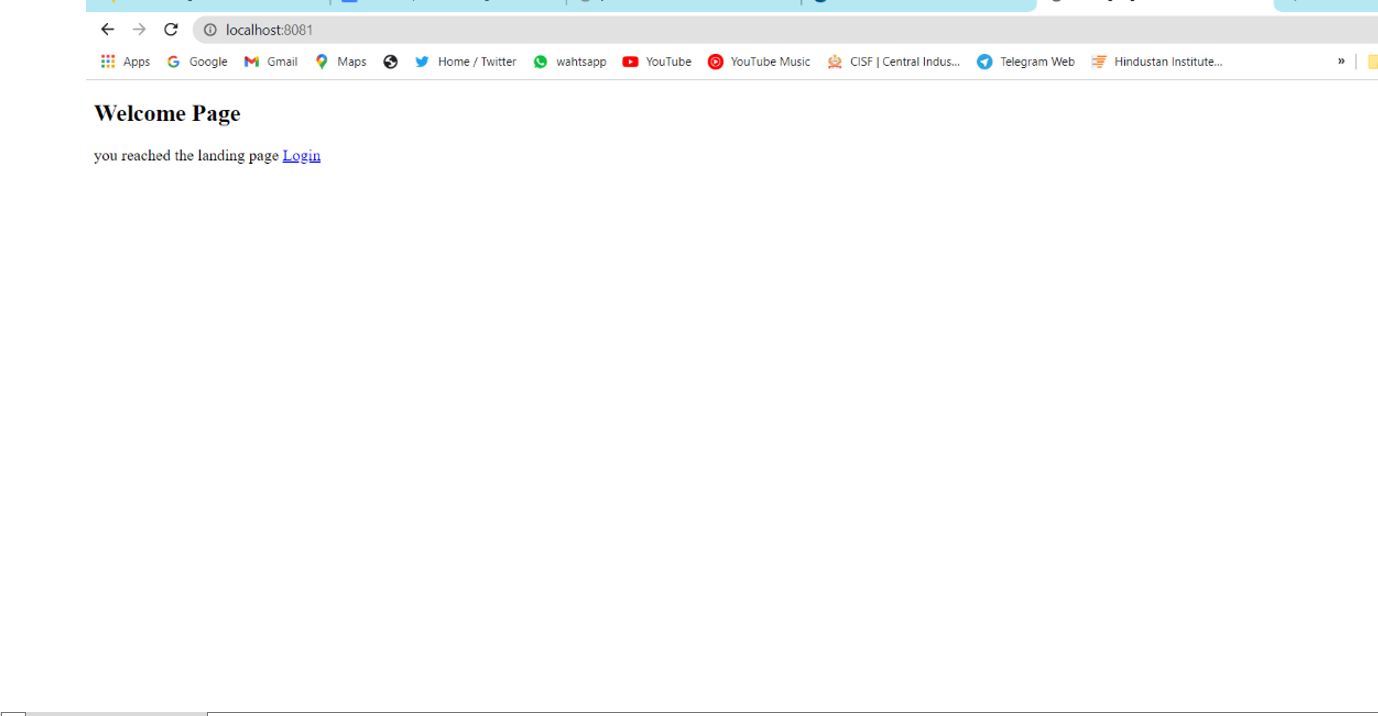 localhost:8081
Apps Google Gmail Maps Home / Twitter wahtsapp YouTube YouTube Music CISF | Central Indus... Telegram Web Hindustan Institute... »
Welcome Page
you reached the landing page Login